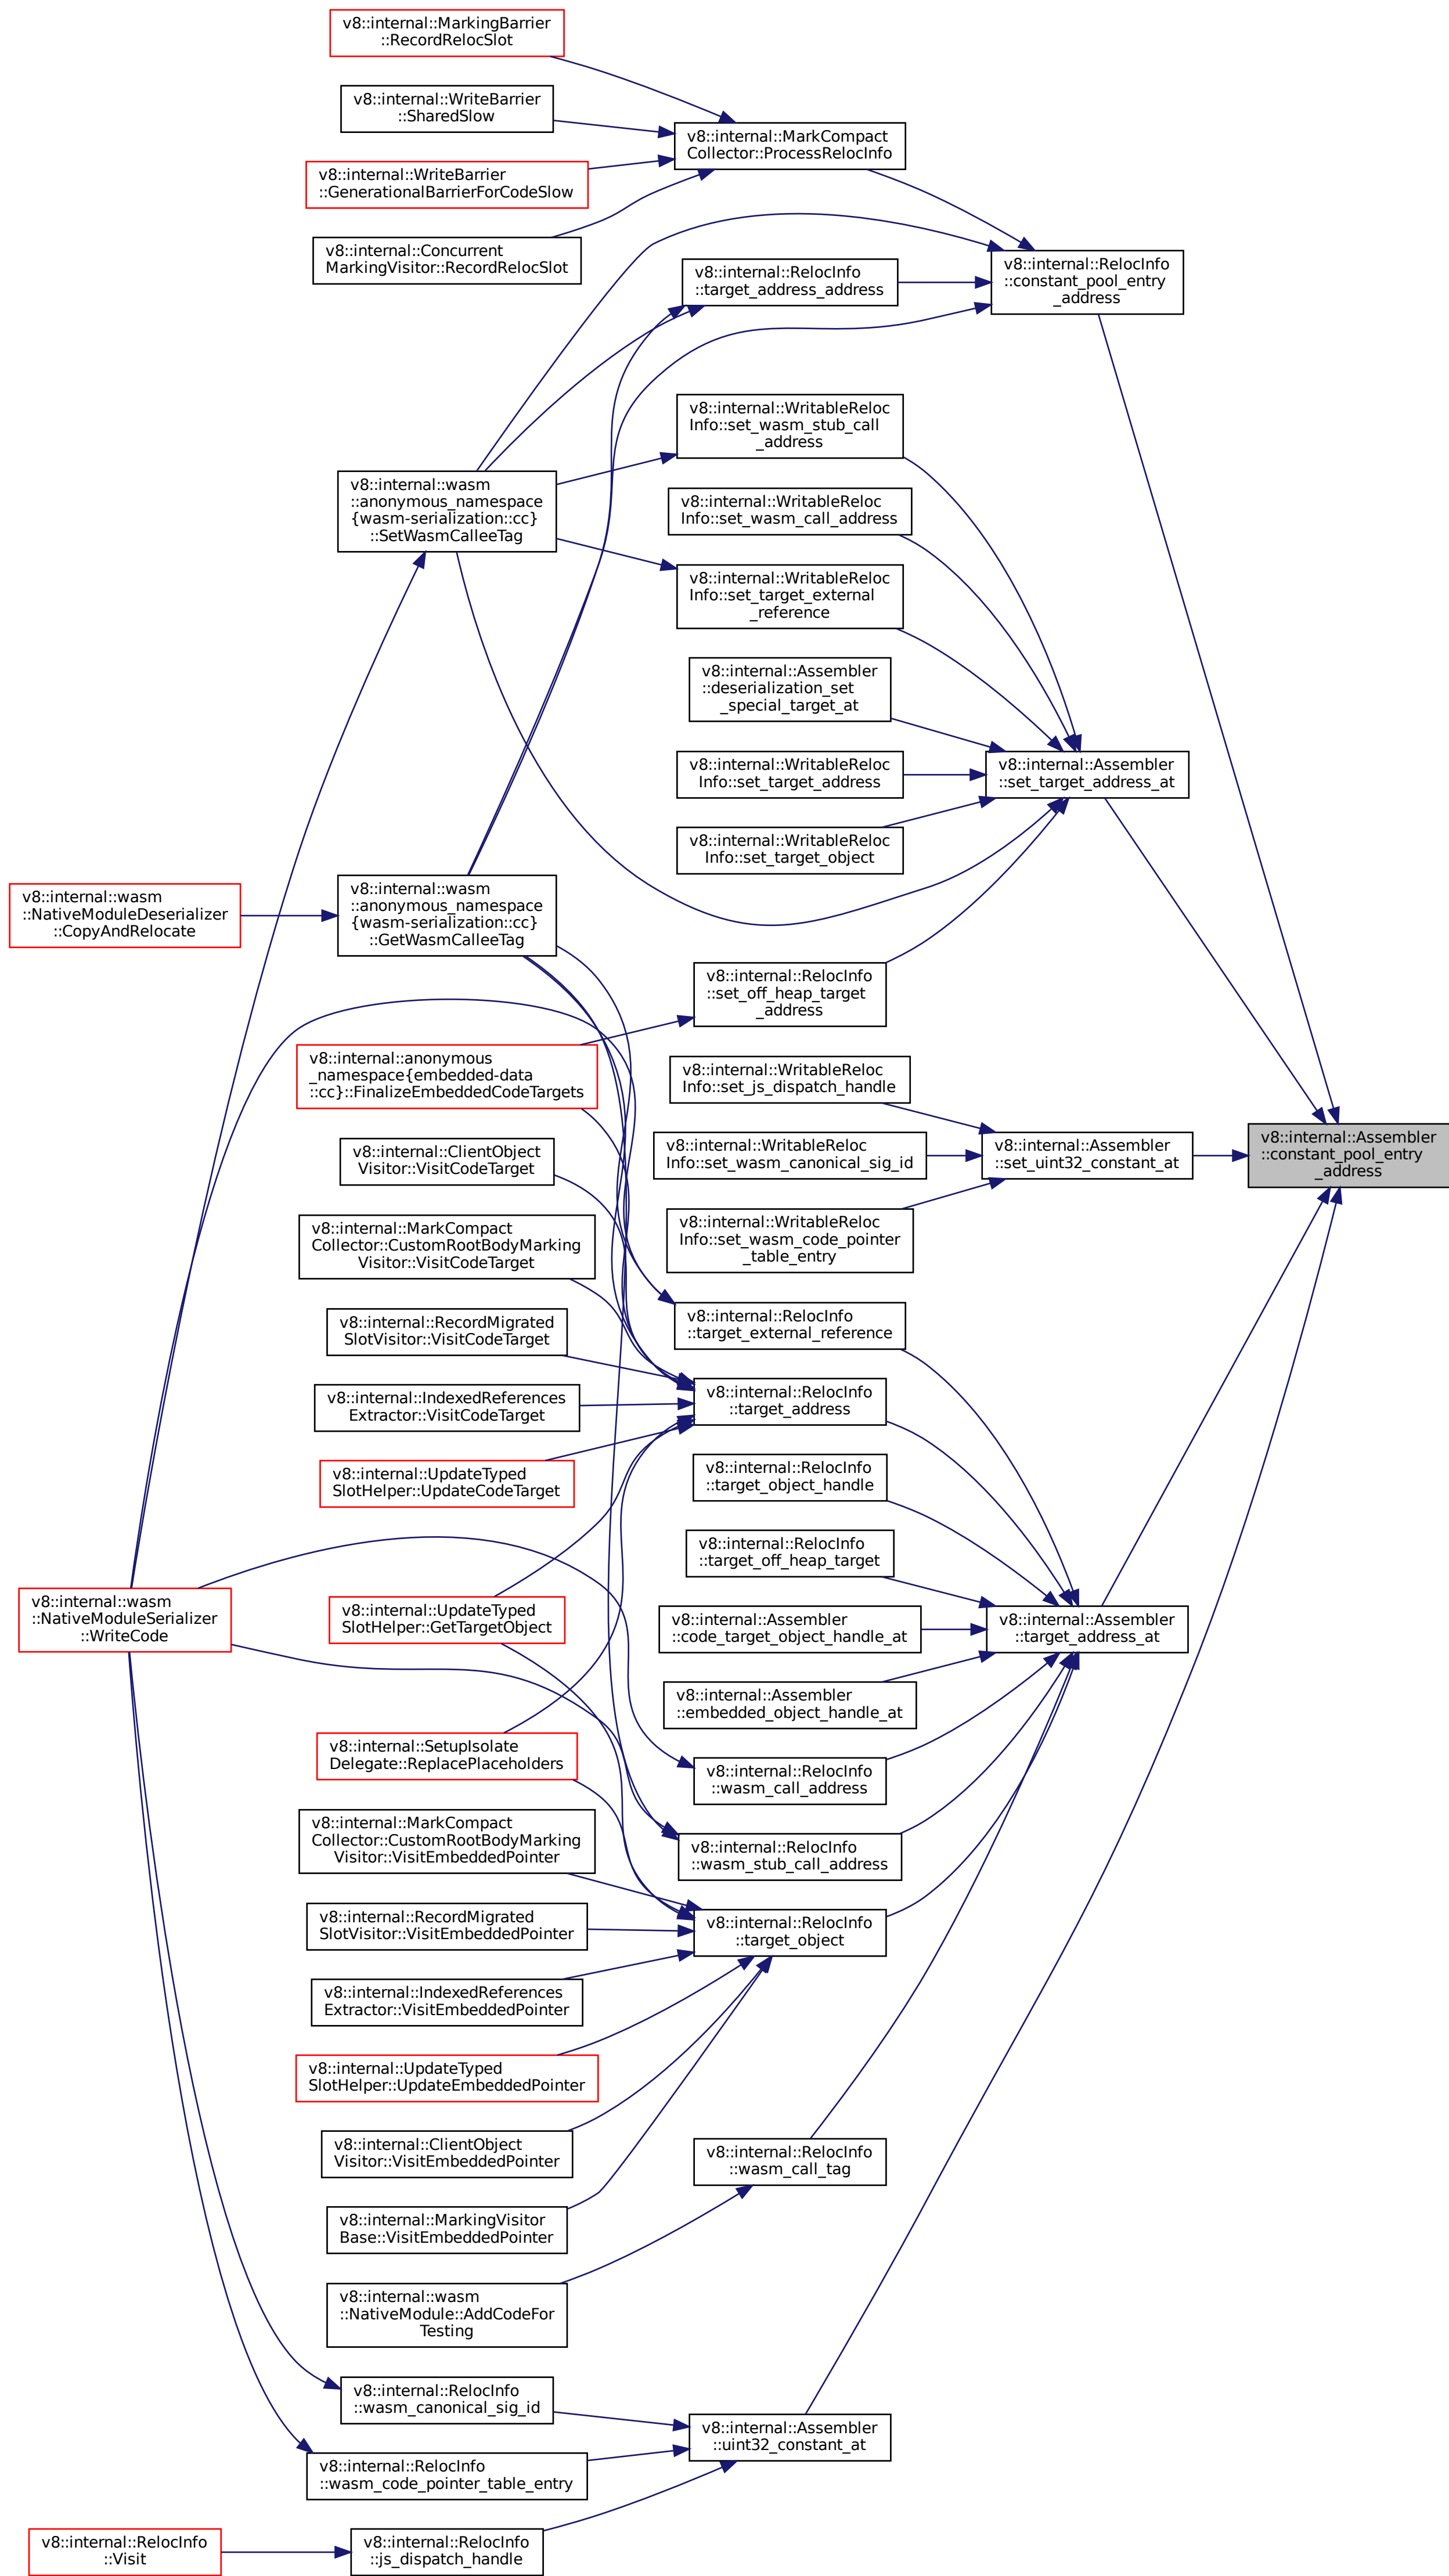 v8::internal::MarkingBarrier
::RecordRelocSlot
v8::internal::WriteBarrier
::SharedSlow
v8::internal::MarkCompact
Collector::ProcessRelocInfo
v8::internal::WriteBarrier
::GenerationalBarrierForCodeSlow
v8::internal::Concurrent
MarkingVisitor::RecordRelocSlot
v8::internal::RelocInfo
::target_address_address
v8::internal::RelocInfo
::constant_pool_entry
_address
v8::internal::WritableReloc
Info::set_wasm_stub_call
_address
v8::internal::wasm
::anonymous_namespace
{wasm-serialization::cc}
::SetWasmCalleeTag
v8::internal::WritableReloc
Info::set_wasm_call_address
v8::internal::WritableReloc
Info::set_target_external
_reference
v8::internal::Assembler
::deserialization_set
_special_target_at
v8::internal::WritableReloc
Info::set_target_address
v8::internal::Assembler
::set_target_address_at
v8::internal::WritableReloc
Info::set_target_object
v8::internal::wasm
::NativeModuleDeserializer
::CopyAndRelocate
v8::internal::wasm
::anonymous_namespace
{wasm-serialization::cc}
::GetWasmCalleeTag
v8::internal::RelocInfo
::set_off_heap_target
_address
v8::internal::anonymous
_namespace{embedded-data
::cc}::FinalizeEmbeddedCodeTargets
v8::internal::WritableReloc
Info::set_js_dispatch_handle
v8::internal::ClientObject
Visitor::VisitCodeTarget
v8::internal::WritableReloc
Info::set_wasm_canonical_sig_id
v8::internal::Assembler
::set_uint32_constant_at
v8::internal::Assembler
::constant_pool_entry
_address
v8::internal::MarkCompact
Collector::CustomRootBodyMarking
Visitor::VisitCodeTarget
v8::internal::WritableReloc
Info::set_wasm_code_pointer
_table_entry
v8::internal::RecordMigrated
SlotVisitor::VisitCodeTarget
v8::internal::RelocInfo
::target_external_reference
v8::internal::IndexedReferences
Extractor::VisitCodeTarget
v8::internal::RelocInfo
::target_address
v8::internal::UpdateTyped
SlotHelper::UpdateCodeTarget
v8::internal::RelocInfo
::target_object_handle
v8::internal::RelocInfo
::target_off_heap_target
v8::internal::wasm
::NativeModuleSerializer
::WriteCode
v8::internal::UpdateTyped
SlotHelper::GetTargetObject
v8::internal::Assembler
::code_target_object_handle_at
v8::internal::Assembler
::target_address_at
v8::internal::Assembler
::embedded_object_handle_at
v8::internal::SetupIsolate
Delegate::ReplacePlaceholders
v8::internal::RelocInfo
::wasm_call_address
v8::internal::MarkCompact
Collector::CustomRootBodyMarking
Visitor::VisitEmbeddedPointer
v8::internal::RelocInfo
::wasm_stub_call_address
v8::internal::RecordMigrated
SlotVisitor::VisitEmbeddedPointer
v8::internal::RelocInfo
::target_object
v8::internal::IndexedReferences
Extractor::VisitEmbeddedPointer
v8::internal::UpdateTyped
SlotHelper::UpdateEmbeddedPointer
v8::internal::ClientObject
Visitor::VisitEmbeddedPointer
v8::internal::RelocInfo
::wasm_call_tag
v8::internal::MarkingVisitor
Base::VisitEmbeddedPointer
v8::internal::wasm
::NativeModule::AddCodeFor
Testing
v8::internal::RelocInfo
::wasm_canonical_sig_id
v8::internal::Assembler
::uint32_constant_at
v8::internal::RelocInfo
::wasm_code_pointer_table_entry
v8::internal::RelocInfo
::Visit
v8::internal::RelocInfo
::js_dispatch_handle